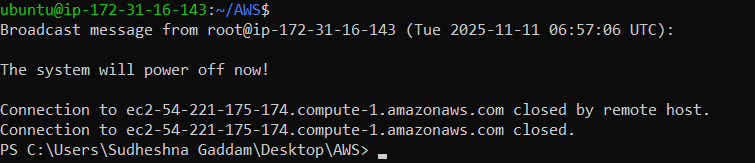 ubuntu@ip-172-31-16-143:~/AWS$
Broadcast message from root@ip-172-31-16-143 (Tue 2025-11-11 06:57:06 UTC):
The system will power off now!
Connection to ec2-54-221-175-174.compute-1.amazonaws.com closed by remote host.
Connection to ec2-54-221-175-174.compute-1.amazonaws.com closed.
PS C:\Users\Sudheshna Gaddam\Desktop\AWS>